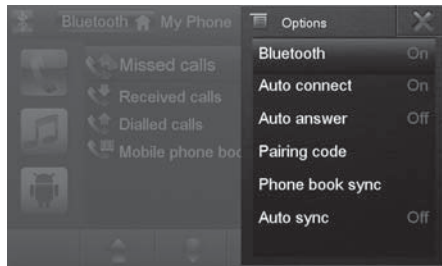 Bluetooth My Phone
Missed calls
Received calls
Dialled calls
Mobile phone boo
Options
Bluetooth On
Auto connect On
Auto answer Off
Pairing code
Phone book sync
Auto sync Off